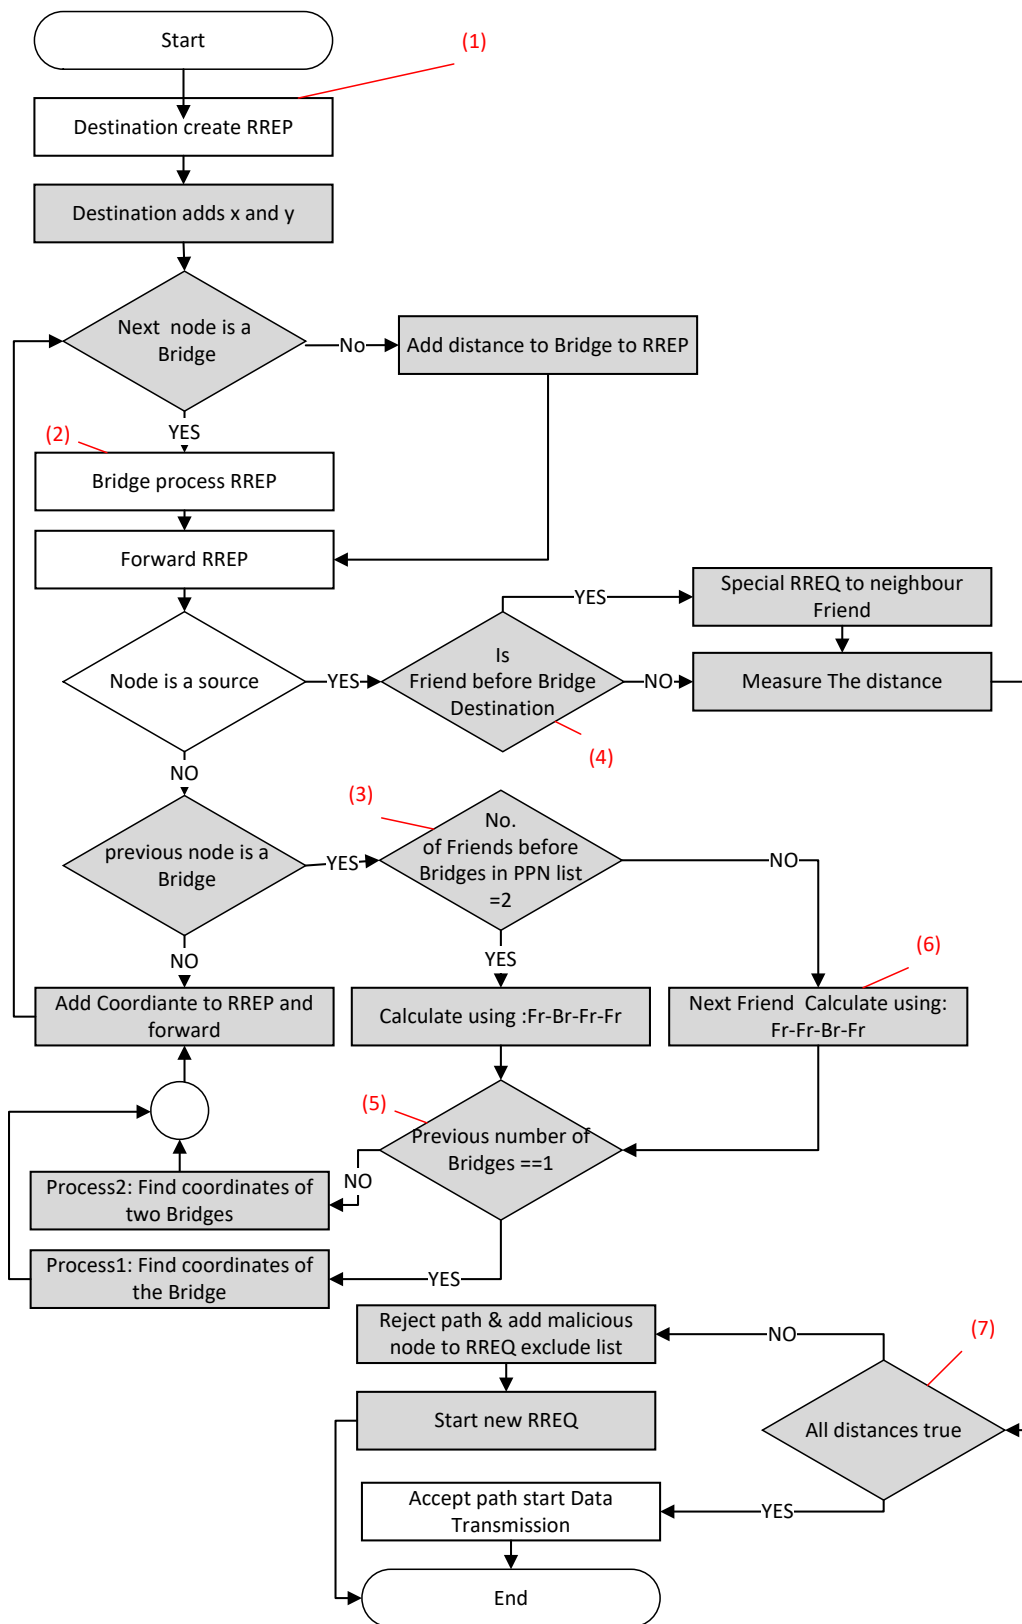 Start
(1)
Destination create RREP
Destination adds x and y
Next  node is a
Bridge
No
Add distance to Bridge to RREP
YES
(2)
Bridge process RREP
Forward RREP
YES
Special RREQ to neighbour
Friend
Node is a source
YES
Is
Friend before Bridge
Destination
NO
Measure The distance
(4)
NO
(3)
previous node is a
Bridge
YES
No.
of Friends before
Bridges in PPN list
=2
NO
YES
NO
(6)
Add Coordiante to RREP and
forward
Calculate using :Fr-Br-Fr-Fr
Next Friend  Calculate using:
Fr-Fr-Br-Fr
(5)
Previous number of
Bridges ==1
NO
Process2: Find coordinates of
two Bridges
Process1: Find coordinates of
the Bridge
YES
Reject path & add malicious
node to RREQ exclude list
NO
(7)
Start new RREQ
All distances true
Accept path start Data
Transmission
YES
End